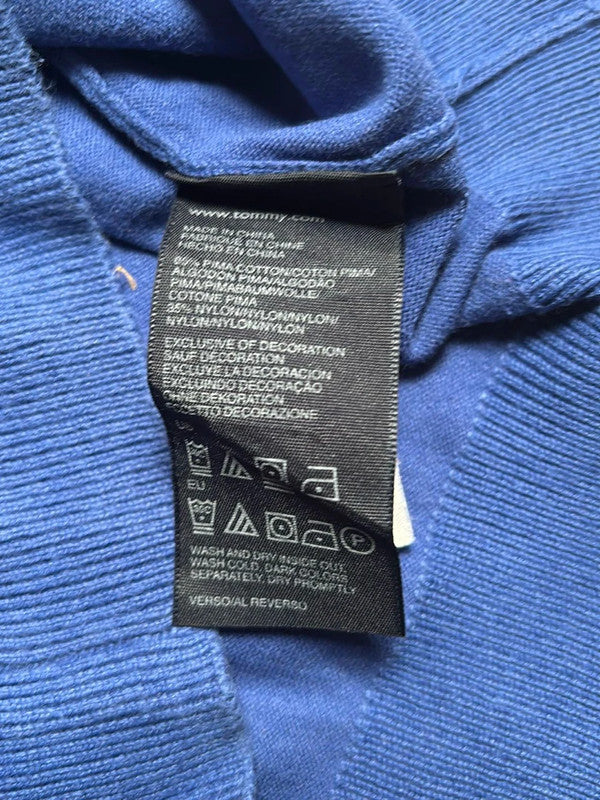 www.tommy.com
MADE IN CHINA
FABRIQUE EN CHINE
HECHO EN CHINA
65% PIMA COTTON/COTON PIMA/
ALGODON PIMA/ALGODÃO
PIMA/PIMABAUMWOLLE/
COTONE PIMA
35% NYLON/NYLON/NYLON/
NYLON/NYLON/NYLON
EXCLUSIVE OF DECORATION
SAUF DECORATION
EXCLUYE LA DECORACION
EXCLUINDO DECORAÇÃO
OHNE DEKORATION
ECCETTO DECORAZIONE
EU
30C
P
WASH AND DRY INSIDE OUT,
WASH COLD, DARK COLORS
SEPARATELY, DRY PROMPTLY
VERSO/AL REVERSO